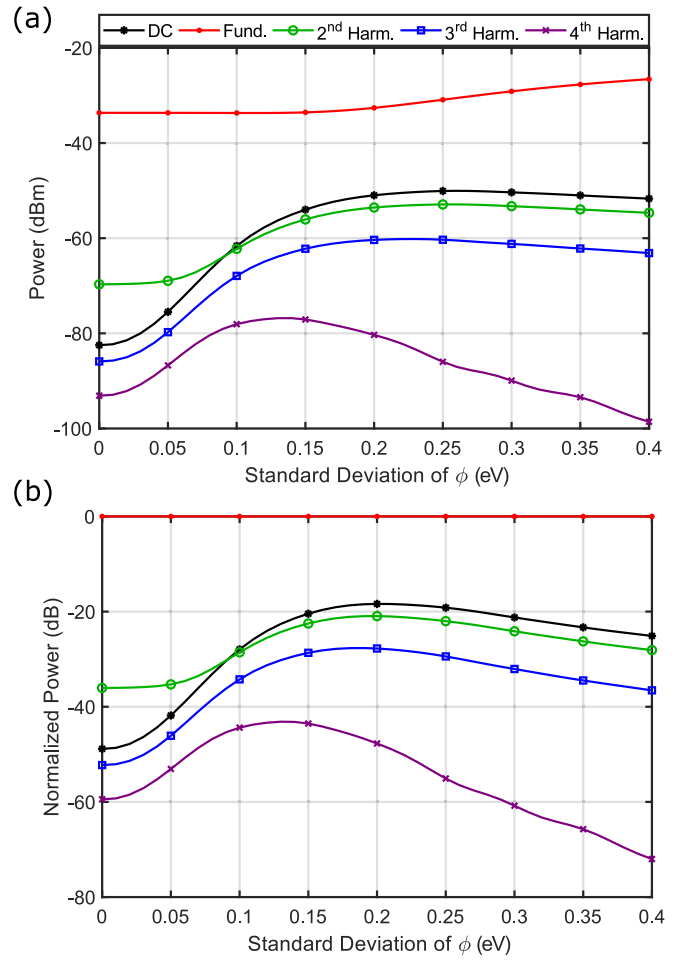 (a)
DC Fund. 2nd Harm. 3rd Harm. 4th Harm.
-20
-40
-60
-80
-100
Power (dBm)
0 0.05 0.1 0.15 0.2 0.25 0.3 0.35 0.4
Standard Deviation of ϕ (eV)
(b)
0
-20
-40
-60
-80
Normalized Power (dB)
0 0.05 0.1 0.15 0.2 0.25 0.3 0.35 0.4
Standard Deviation of ϕ (eV)